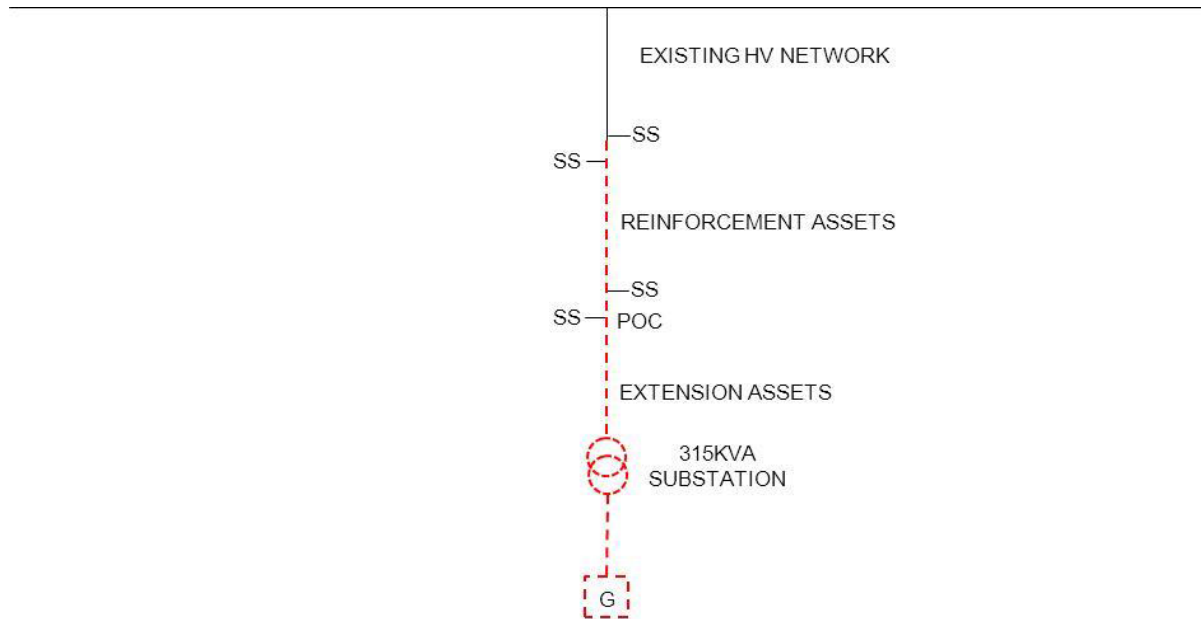 EXISTING HV NETWORK
SS
SS
REINFORCEMENT ASSETS
SS
SS
POC
EXTENSION ASSETS
315KVA
SUBSTATION
G